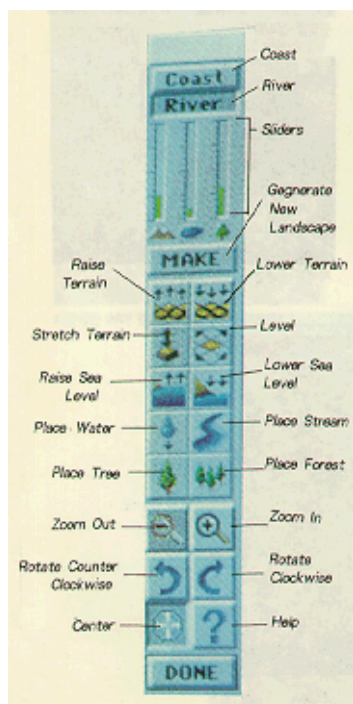 Coast
Coast
River
River
Sliders
Gegnerate
New
Landscape
MAKE
Raise
Terrain
Lower Terrain
Stretch Terrain
Level
Raise Sea
Level
Lower Sea
Level
Place Water
Place Stream
Place Tree
Place Forest
Zoom Out
Zoom In
Rotate Counter
Clockwise
Rotate
Clockwise
Center
Help
?
DONE